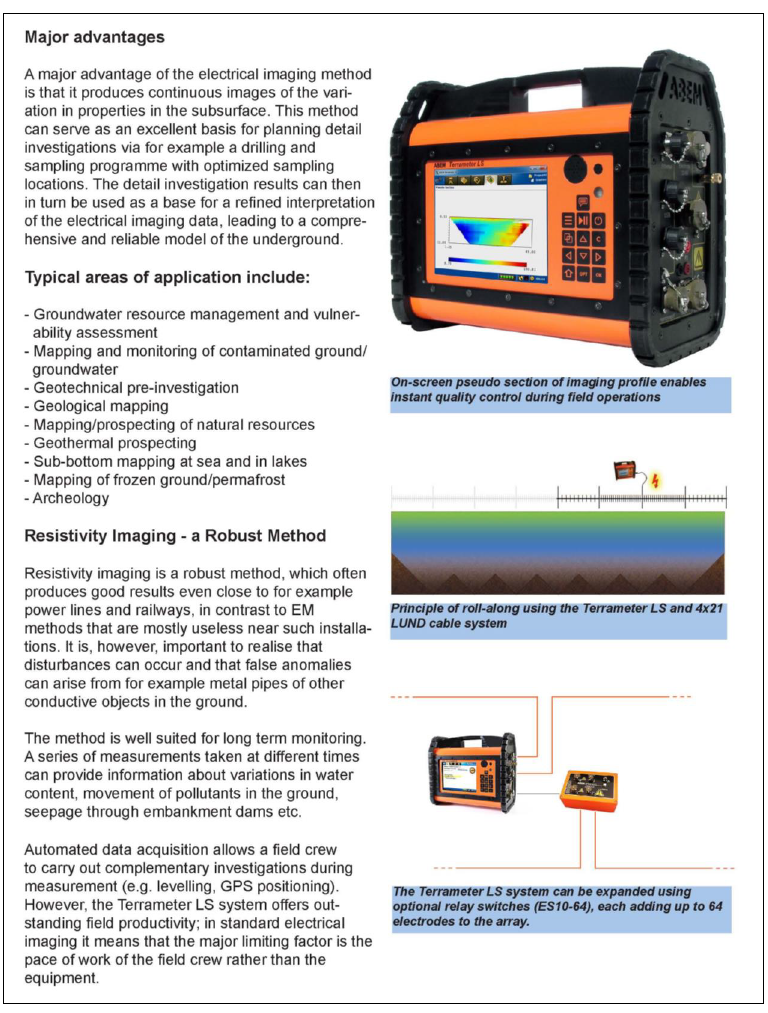 Major advantages
A major advantage of the electrical imaging method
is that it produces continuous images of the vari-
ation in properties in the subsurface. This method
can serve as an excellent basis for planning detail
investigations via for example a drilling and
sampling programme with optimized sampling
locations. The detail investigation results can then
in turn be used as a base for a refined interpretation
of the electrical imaging data, leading to a compre-
hensive and reliable model of the underground.
Typical areas of application include:
- Groundwater resource management and vulner-
ability assessment
- Mapping and monitoring of contaminated ground/
groundwater
- Geotechnical pre-investigation
- Geological mapping
- Mapping/prospecting of natural resources
- Geothermal prospecting
- Sub-bottom mapping at sea and in lakes
- Mapping of frozen ground/permafrost
- Archeology
Resistivity Imaging - a Robust Method
Resistivity imaging is a robust method, which often
produces good results even close to for example
power lines and railways, in contrast to EM
methods that are mostly useless near such installa-
tions. It is, however, important to realise that
disturbances can occur and that false anomalies
can arise from for example metal pipes of other
conductive objects in the ground.
The method is well suited for long term monitoring.
A series of measurements taken at different times
can provide information about variations in water
content, movement of pollutants in the ground,
seepage through embankment dams etc.
Automated data acquisition allows a field crew
to carry out complementary investigations during
measurement (e.g. levelling, GPS positioning).
However, the Terrameter LS system offers out-
standing field productivity; in standard electrical
imaging it means that the major limiting factor is the
pace of work of the field crew rather than the
equipment.
ABEM
ABEM Terrameter LS
C
OPT
OK
On-screen pseudo section of imaging profile enables
instant quality control during field operations
Principle of roll-along using the Terrameter LS and 4x21
LUND cable system
The Terrameter LS system can be expanded using
optional relay switches (ES10-64), each adding up to 64
electrodes to the array.